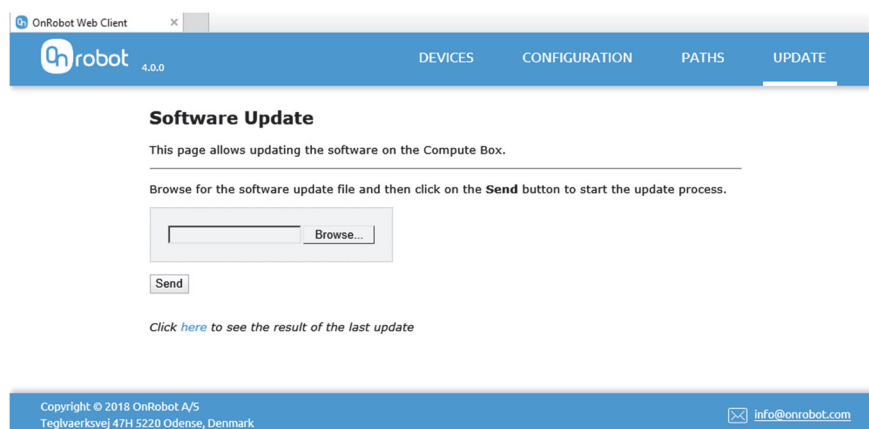 OnRobot Web Client ×
Onrobot 4.0.0 DEVICES CONFIGURATION PATHS UPDATE
Software Update
This page allows updating the software on the Compute Box.
Browse for the software update file and then click on the Send button to start the update process.
Browse...
Send
Click here to see the result of the last update
Copyright © 2018 OnRobot A/S
Teglvaerksvej 47H 5220 Odense, Denmark
info@onrobot.com